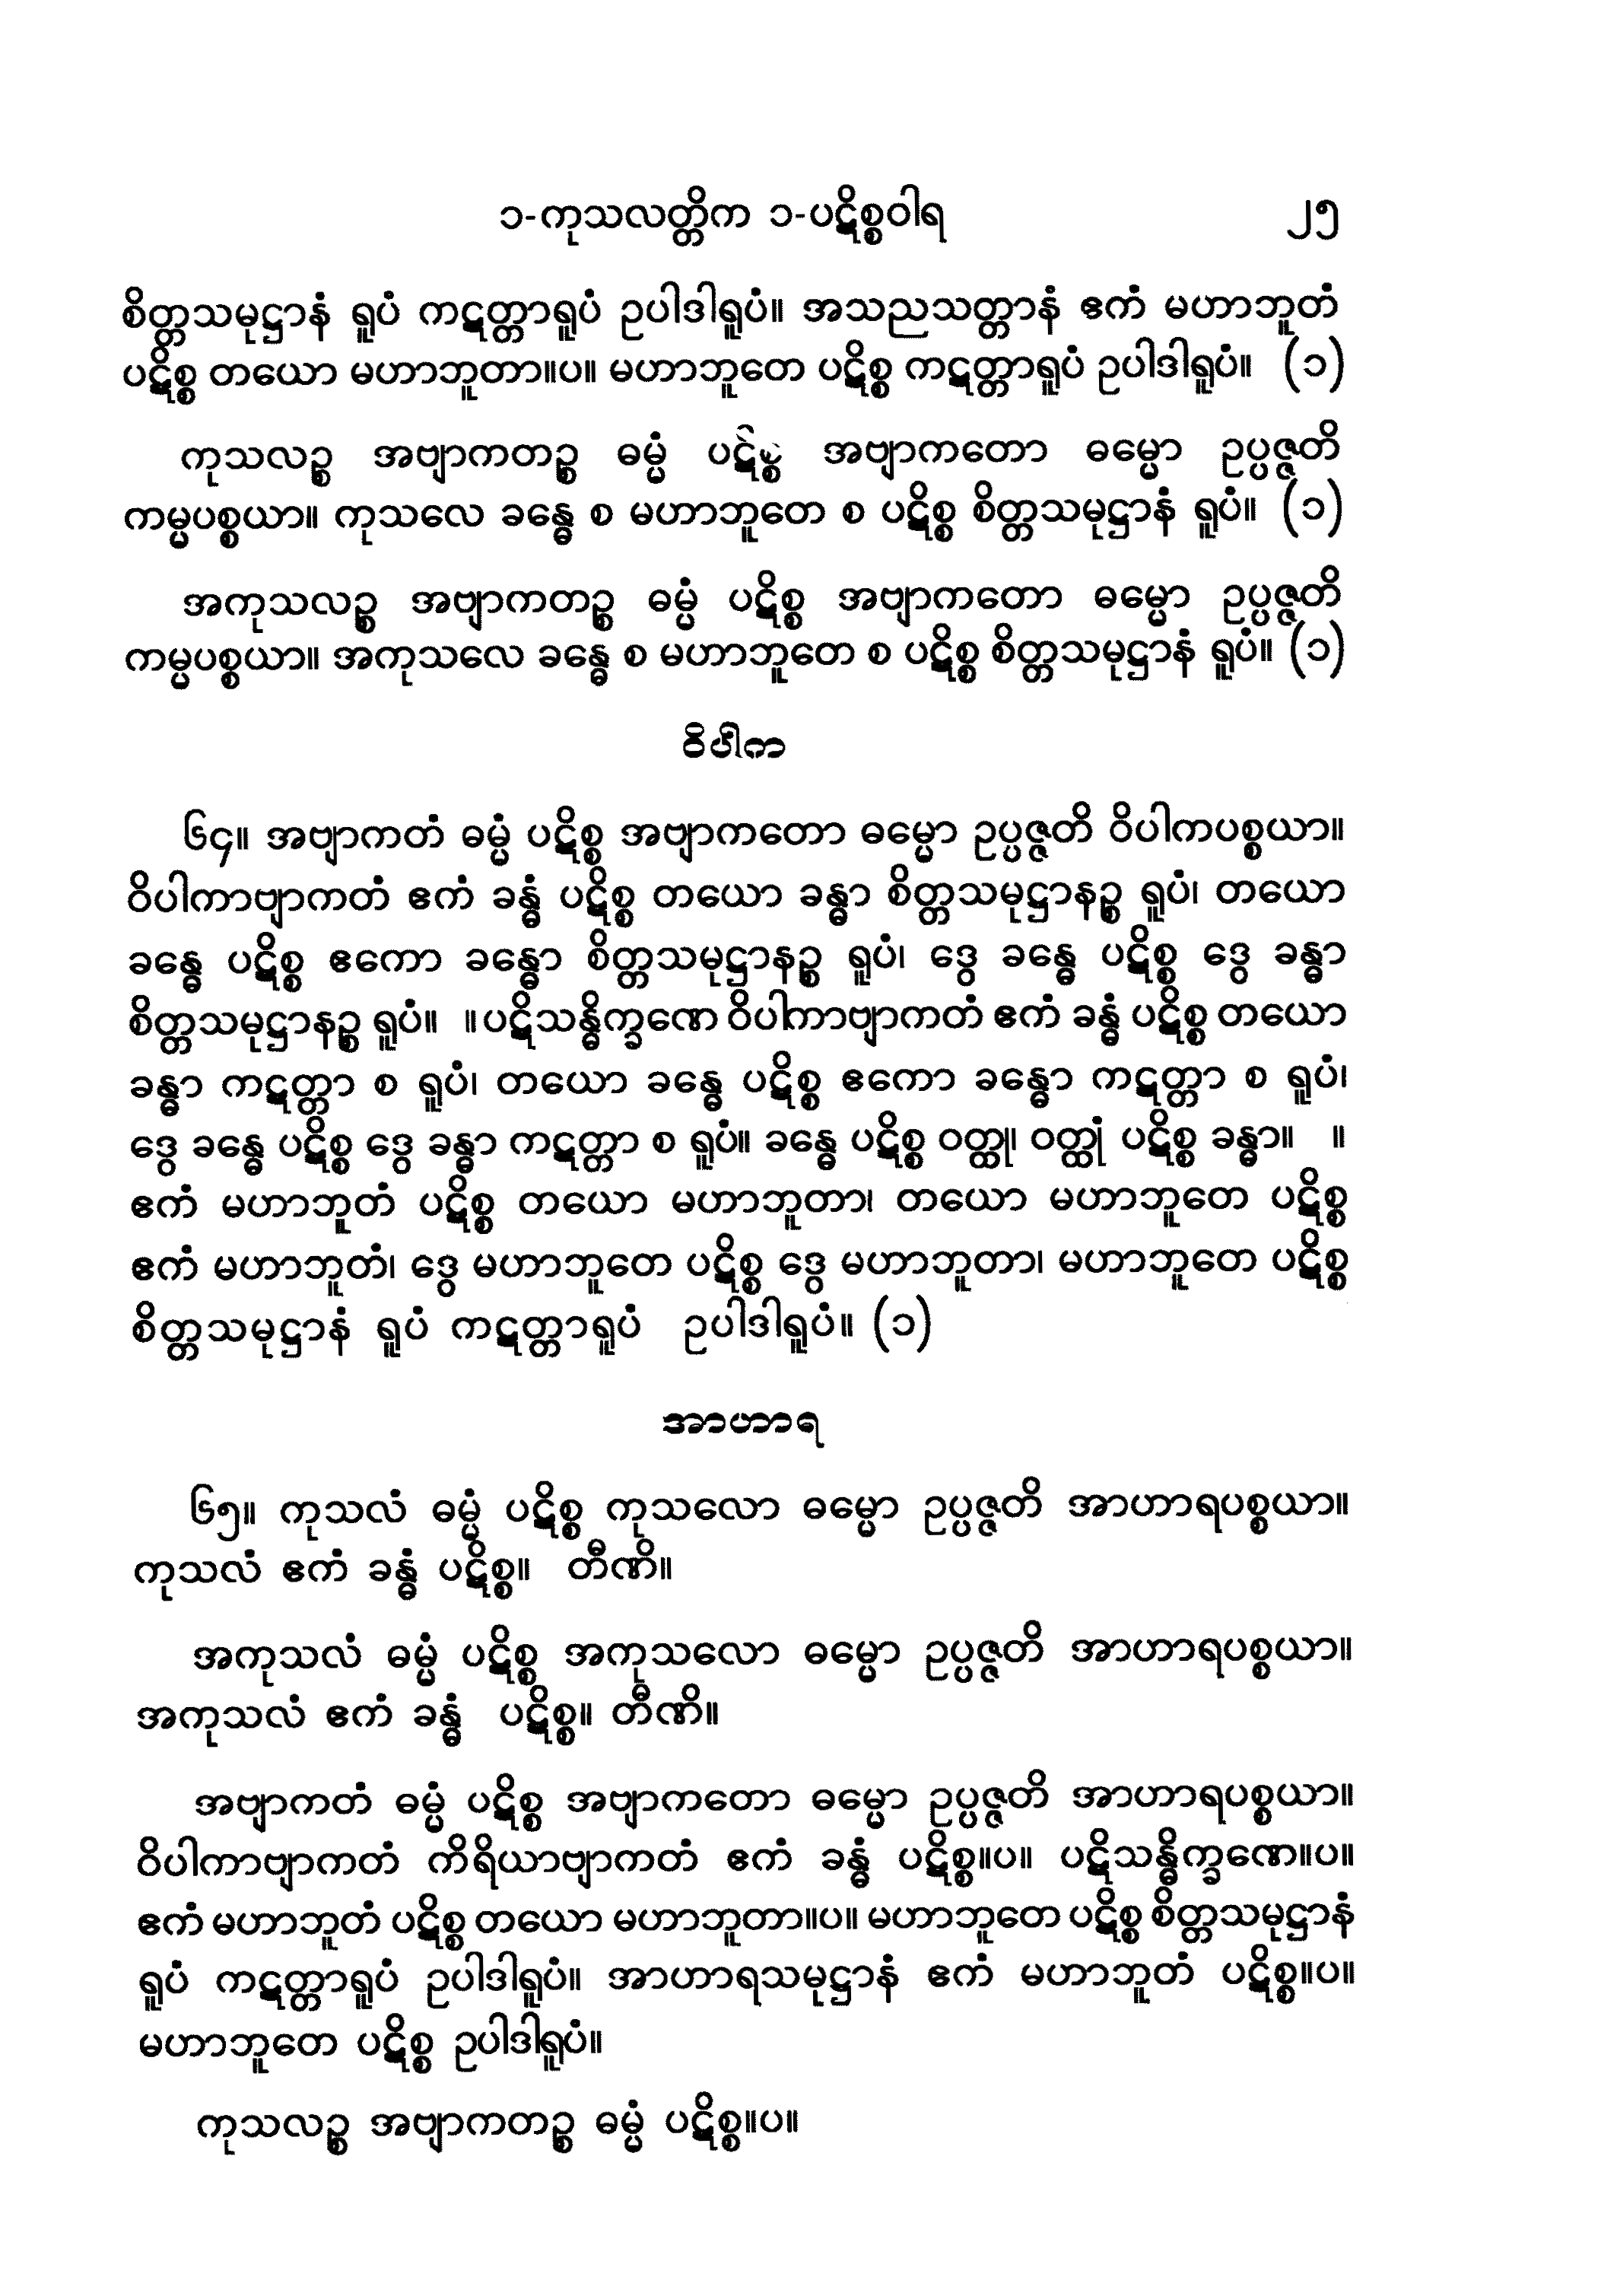 ၁-ကုသလတ္တိက ၁-ပဋိစ္စဝါရ ၂၅
စိတ္တသမုဋ္ဌာနံ ရူပံ ကဋတ္တာရူပံ ဥပါဒါရူပံ။ အသညသတ္တာနံ ဧကံ မဟာဘူတံ
ပဋိစ္စ တယော မဟာဘူတာ။ပ။ မဟာဘူတေ ပဋိစ္စ ကဋတ္တာရူပံ ဥပါဒါရူပံ။ (၁)
ကုသလဉ္စ အဗျာကတဉ္စ ဓမ္မံ ပဋိစ္စ အဗျာကတော ဓမ္မော ဥပ္ပဇ္ဇတိ
ကမ္မပစ္စယာ။ ကုသလေ ခန္ဓေ စ မဟာဘူတေ စ ပဋိစ္စ စိတ္တသမုဋ္ဌာနံ ရူပံ။ (၁)
အကုသလဉ္စ အဗျာကတဉ္စ ဓမ္မံ ပဋိစ္စ အဗျာကတော ဓမ္မော ဥပ္ပဇ္ဇတိ
ကမ္မပစ္စယာ။ အကုသလေ ခန္ဓေ စ မဟာဘူတေ စ ပဋိစ္စ စိတ္တသမုဋ္ဌာနံ ရူပံ။ (၁)
ဝိပါက
၆၄။ အဗျာကတံ ဓမ္မံ ပဋိစ္စ အဗျာကတော ဓမ္မော ဥပ္ပဇ္ဇတိ ဝိပါကပစ္စယာ။
ဝိပါကာဗျာကတံ ဧကံ ခန္ဓံ ပဋိစ္စ တယော ခန္ဓာ စိတ္တသမုဋ္ဌာနဉ္စ ရူပံ၊ တယော
ခန္ဓေ ပဋိစ္စ ဧကော ခန္ဓော စိတ္တသမုဋ္ဌာနဉ္စ ရူပံ၊ ဒွေ ခန္ဓေ ပဋိစ္စ ဒွေ ခန္ဓာ
စိတ္တသမုဋ္ဌာနဉ္စ ရူပံ။ ။ပဋိသန္ဓိက္ခဏေ ဝိပါကာဗျာကတံ ဧကံ ခန္ဓံ ပဋိစ္စ တယော
ခန္ဓာ ကဋတ္တာ စ ရူပံ၊ တယော ခန္ဓေ ပဋိစ္စ ဧကော ခန္ဓော ကဋတ္တာ စ ရူပံ၊
ဒွေ ခန္ဓေ ပဋိစ္စ ဒွေ ခန္ဓာ ကဋတ္တာ စ ရူပံ။ ခန္ဓေ ပဋိစ္စ ဝတ္ထု၊ ဝတ္ထုံ ပဋိစ္စ ခန္ဓာ။ ။
ဧကံ မဟာဘူတံ ပဋိစ္စ တယော မဟာဘူတာ၊ တယော မဟာဘူတေ ပဋိစ္စ
ဧကံ မဟာဘူတံ၊ ဒွေ မဟာဘူတေ ပဋိစ္စ ဒွေ မဟာဘူတာ၊ မဟာဘူတေ ပဋိစ္စ
စိတ္တသမုဋ္ဌာနံ ရူပံ ကဋတ္တာရူပံ ဥပါဒါရူပံ။ (၁)
အာဟာရ
၆၅။ ကုသလံ ဓမ္မံ ပဋိစ္စ ကုသလော ဓမ္မော ဥပ္ပဇ္ဇတိ အာဟာရပစ္စယာ။
ကုသလံ ဧကံ ခန္ဓံ ပဋိစ္စ။ တီဏိ။
အကုသလံ ဓမ္မံ ပဋိစ္စ အကုသလော ဓမ္မော ဥပ္ပဇ္ဇတိ အာဟာရပစ္စယာ။
အကုသလံ ဧကံ ခန္ဓံ ပဋိစ္စ။ တီဏိ။
အဗျာကတံ ဓမ္မံ ပဋိစ္စ အဗျာကတော ဓမ္မော ဥပ္ပဇ္ဇတိ အာဟာရပစ္စယာ။
ဝိပါကာဗျာကတံ ကိရိယာဗျာကတံ ဧကံ ခန္ဓံ ပဋိစ္စ။ပ။ ပဋိသန္ဓိက္ခဏေ။ပ။
ဧကံ မဟာဘူတံ ပဋိစ္စ တယော မဟာဘူတာ။ပ။ မဟာဘူတေ ပဋိစ္စ စိတ္တသမုဋ္ဌာနံ
ရူပံ ကဋတ္တာရူပံ ဥပါဒါရူပံ။ အာဟာရသမုဋ္ဌာနံ ဧကံ မဟာဘူတံ ပဋိစ္စ။ပ။
မဟာဘူတေ ပဋိစ္စ ဥပါဒါရူပံ။
ကုသလဉ္စ အဗျာကတဉ္စ ဓမ္မံ ပဋိစ္စ။ပ။